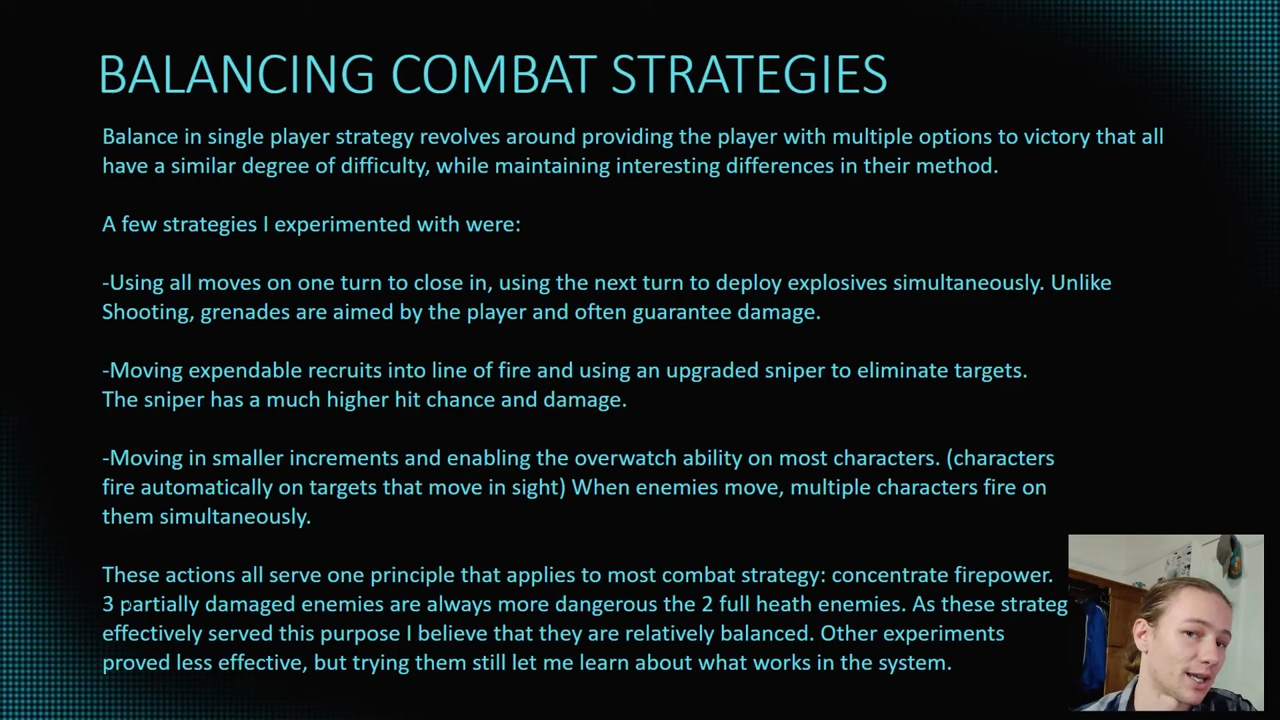 BALANCING COMBAT STRATEGIES
Balance in single player strategy revolves around providing the player with multiple options to victory that all
have a similar degree of difficulty, while maintaining interesting differences in their method.
A few strategies I experimented with were:
-Using all moves on one turn to close in, using the next turn to deploy explosives simultaneously. Unlike
Shooting, grenades are aimed by the player and often guarantee damage.
-Moving expendable recruits into line of fire and using an upgraded sniper to eliminate targets.
The sniper has a much higher hit chance and damage.
-Moving in smaller increments and enabling the overwatch ability on most characters. (characters
fire automatically on targets that move in sight) When enemies move, multiple characters fire on
them simultaneously.
These actions all serve one principle that applies to most combat strategy: concentrate firepower.
3 partially damaged enemies are always more dangerous the 2 full heath enemies. As these strateg
effectively served this purpose I believe that they are relatively balanced. Other experiments
proved less effective, but trying them still let me learn about what works in the system.